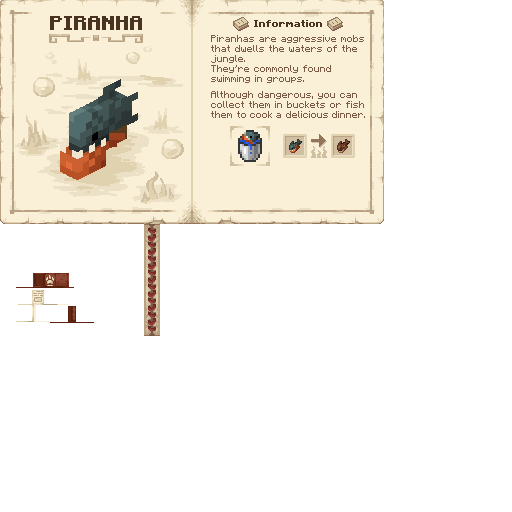 PIRANHA
Information
Piranhas are aggressive mobs
that dwells the waters of the
jungle.
They're commonly found
swimming in groups.
Although dangerous, you can
collect them in buckets or fish
them to cook a delicious dinner.